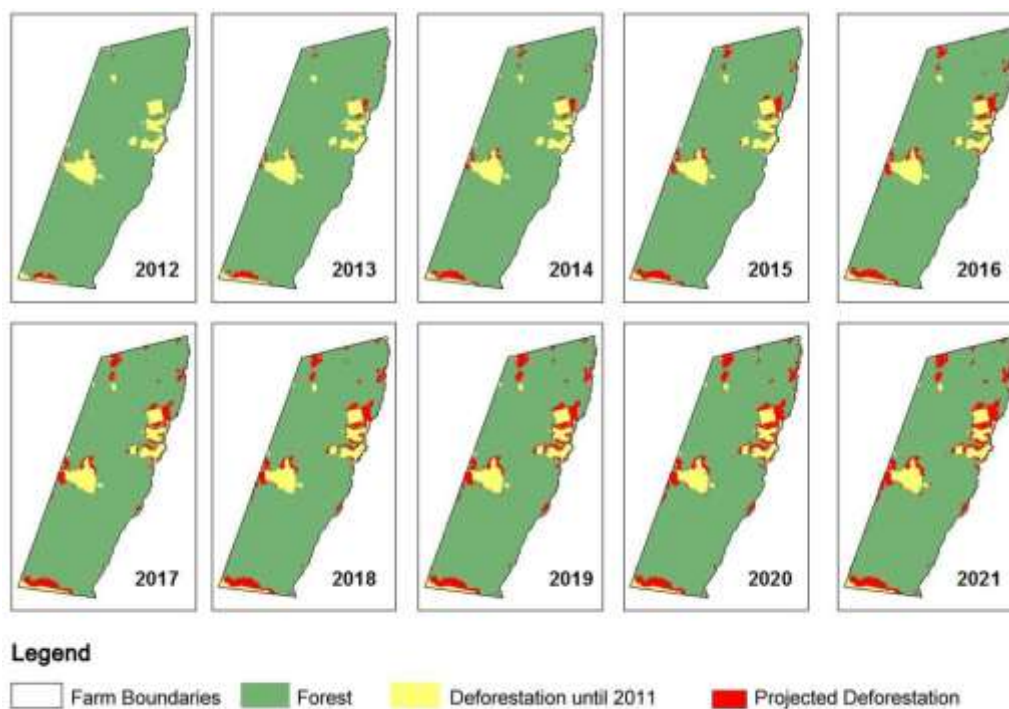 2012 2013 2014 2015 2016
2017 2018 2019 2020 2021
Legend
Farm Boundaries Forest Deforestation until 2011 Projected Deforestation